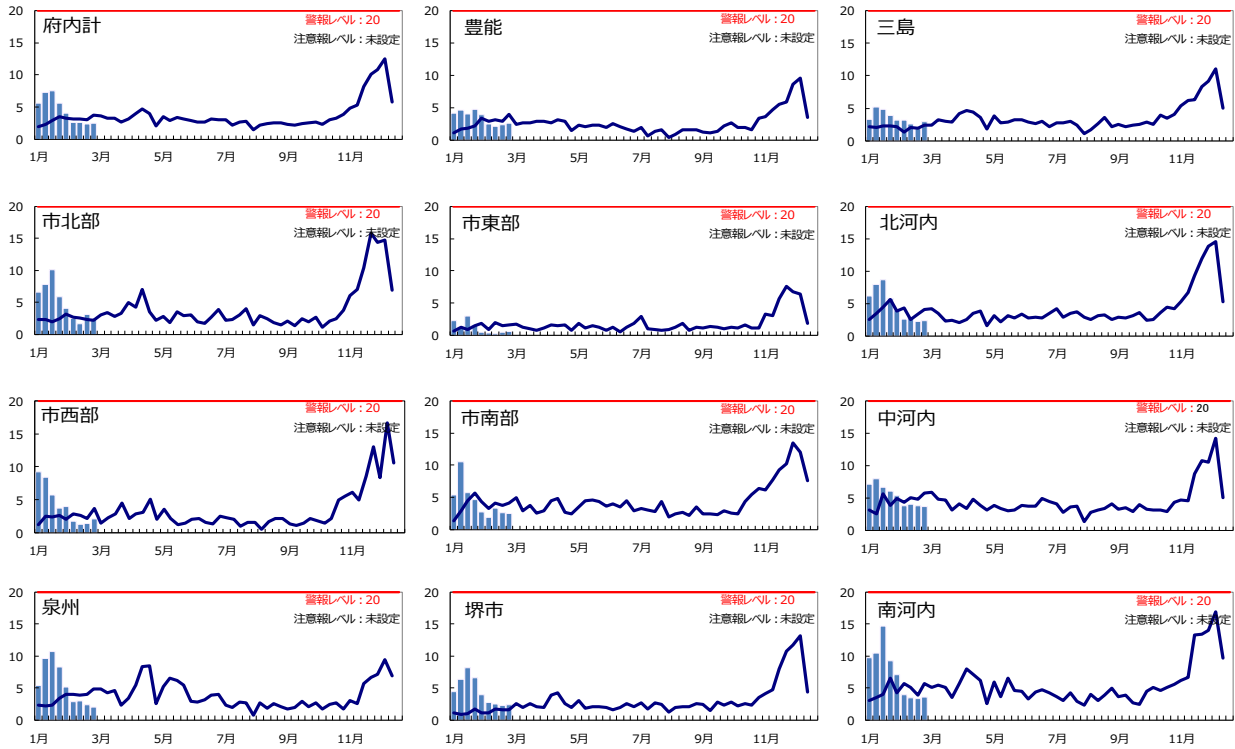 20
15
10
5
0
府内計
警報レベル：20
注意報レベル：未設定
1月 3月 5月 7月 9月 11月
20
15
10
5
0
豊能
警報レベル：20
注意報レベル：未設定
1月 3月 5月 7月 9月 11月
20
15
10
5
0
三島
警報レベル：20
注意報レベル：未設定
1月 3月 5月 7月 9月 11月
20
15
10
5
0
市北部
警報レベル：20
注意報レベル：未設定
1月 3月 5月 7月 9月 11月
20
15
10
5
0
市東部
警報レベル：20
注意報レベル：未設定
1月 3月 5月 7月 9月 11月
20
15
10
5
0
北河内
警報レベル：20
注意報レベル：未設定
1月 3月 5月 7月 9月 11月
20
15
10
5
0
市西部
警報レベル：20
注意報レベル：未設定
1月 3月 5月 7月 9月 11月
20
15
10
5
0
市南部
警報レベル：20
注意報レベル：未設定
1月 3月 5月 7月 9月 11月
20
15
10
5
0
中河内
警報レベル：20
注意報レベル：未設定
1月 3月 5月 7月 9月 11月
20
15
10
5
0
泉州
警報レベル：20
注意報レベル：未設定
1月 3月 5月 7月 9月 11月
20
15
10
5
0
堺市
警報レベル：20
注意報レベル：未設定
1月 3月 5月 7月 9月 11月
20
15
10
5
0
南河内
警報レベル：20
注意報レベル：未設定
1月 3月 5月 7月 9月 11月